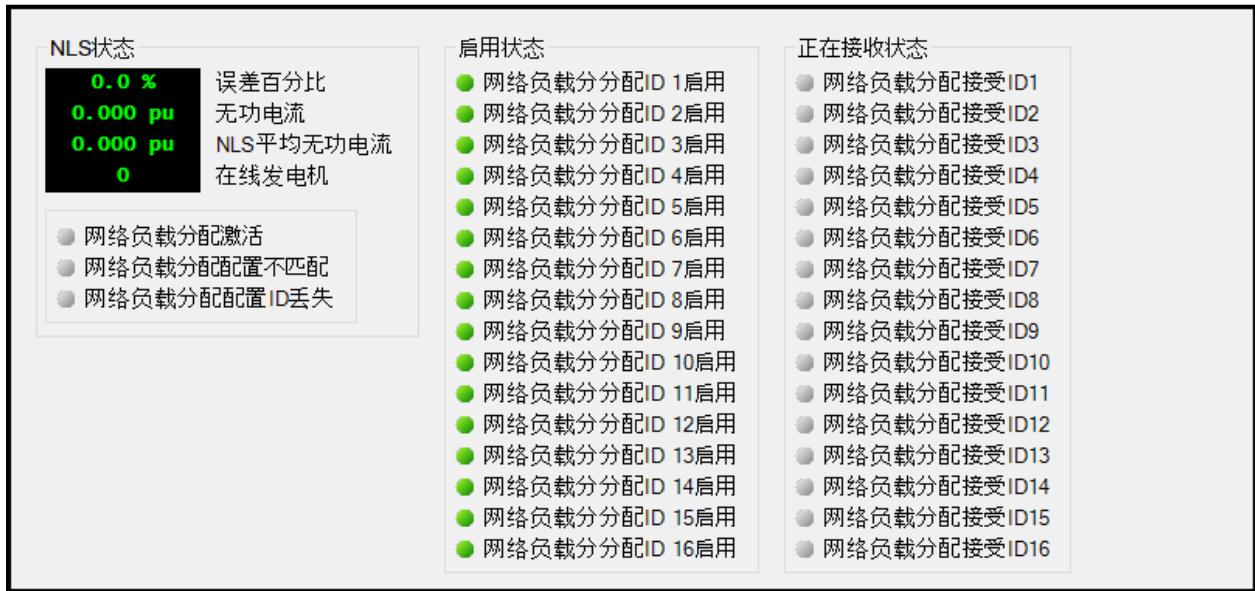 NLS状态
0.0 % 误差百分比
0.000 pu 无功电流
0.000 pu NLS平均无功电流
0 在线发电机
网络负载分配激活
网络负载分配配置不匹配
网络负载分配配置ID丢失
启用状态
网络负载分分配ID 1启用
网络负载分分配ID 2启用
网络负载分分配ID 3启用
网络负载分分配ID 4启用
网络负载分分配ID 5启用
网络负载分分配ID 6启用
网络负载分分配ID 7启用
网络负载分分配ID 8启用
网络负载分分配ID 9启用
网络负载分分配ID 10启用
网络负载分分配ID 11启用
网络负载分分配ID 12启用
网络负载分分配ID 13启用
网络负载分分配ID 14启用
网络负载分分配ID 15启用
网络负载分分配ID 16启用
正在接收状态
网络负载分配接受ID1
网络负载分配接受ID2
网络负载分配接受ID3
网络负载分配接受ID4
网络负载分配接受ID5
网络负载分配接受ID6
网络负载分配接受ID7
网络负载分配接受ID8
网络负载分配接受ID9
网络负载分配接受ID10
网络负载分配接受ID11
网络负载分配接受ID12
网络负载分配接受ID13
网络负载分配接受ID14
网络负载分配接受ID15
网络负载分配接受ID16